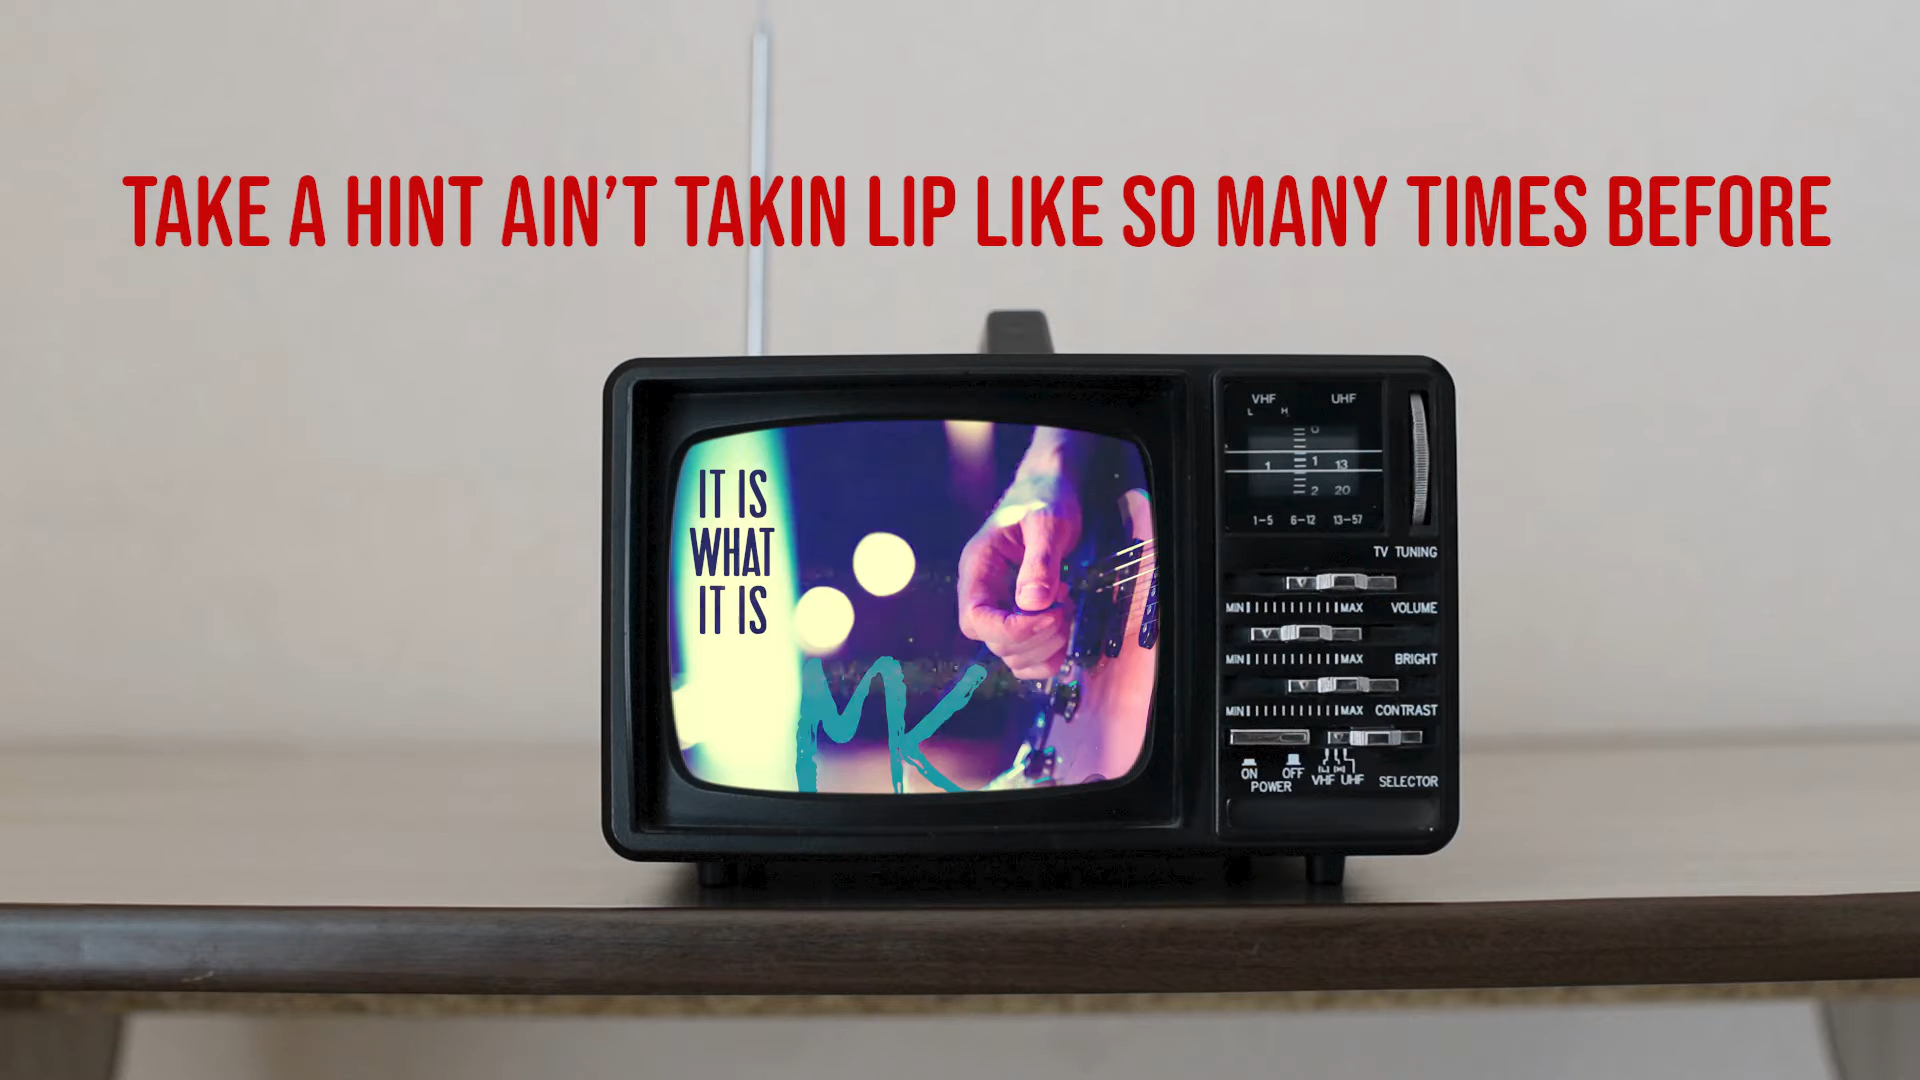 TAKE A HINT AIN'T TAKIN LIP LIKE SO MANY TIMES BEFORE
IT IS
WHAT
IT IS
MK
VHF UHF
L H
0
1 1 13
2 20
1-5 6-12 13-57
TV TUNING
MIN MAX VOLUME
MIN MAX BRIGHT
MIN MAX CONTRAST
ON OFF VHF UHF SELECTOR
POWER